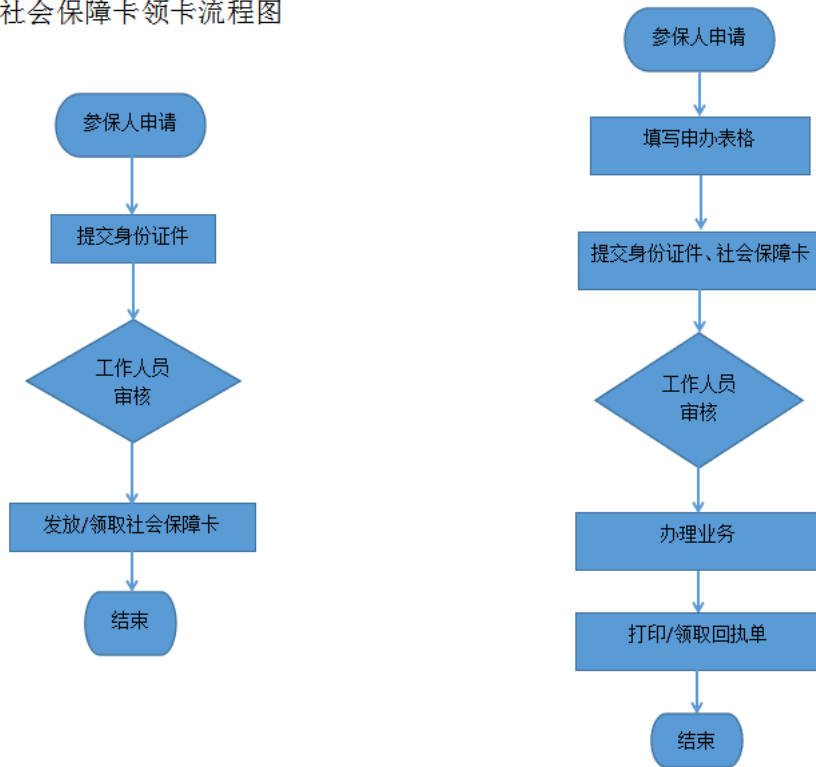 社会保障卡领卡流程图
参保人申请
提交身份证件
工作人员
审核
发放/领取社会保障卡
结束
参保人申请
填写申办表格
提交身份证件、社会保障卡
工作人员
审核
办理业务
打印/领取回执单
结束